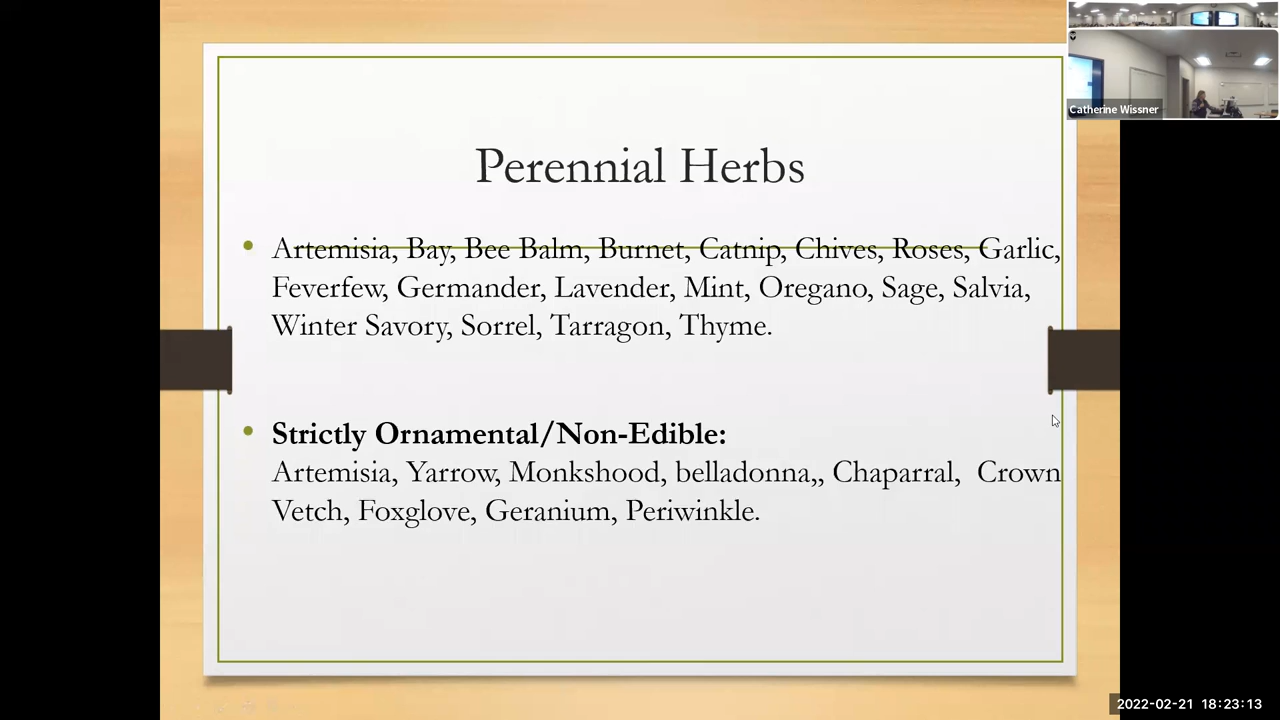 Catherine Wissner
Perennial Herbs
• Artemisia, Bay, Bee Balm, Burnet, Catnip, Chives, Roses, Garlic,
Feverfew, Germander, Lavender, Mint, Oregano, Sage, Salvia,
Winter Savory, Sorrel, Tarragon, Thyme.
• Strictly Ornamental/Non-Edible:
Artemisia, Yarrow, Monkshood, belladonna,, Chaparral,  Crown
Vetch, Foxglove, Geranium, Periwinkle.
2022-02-21 18:23:13